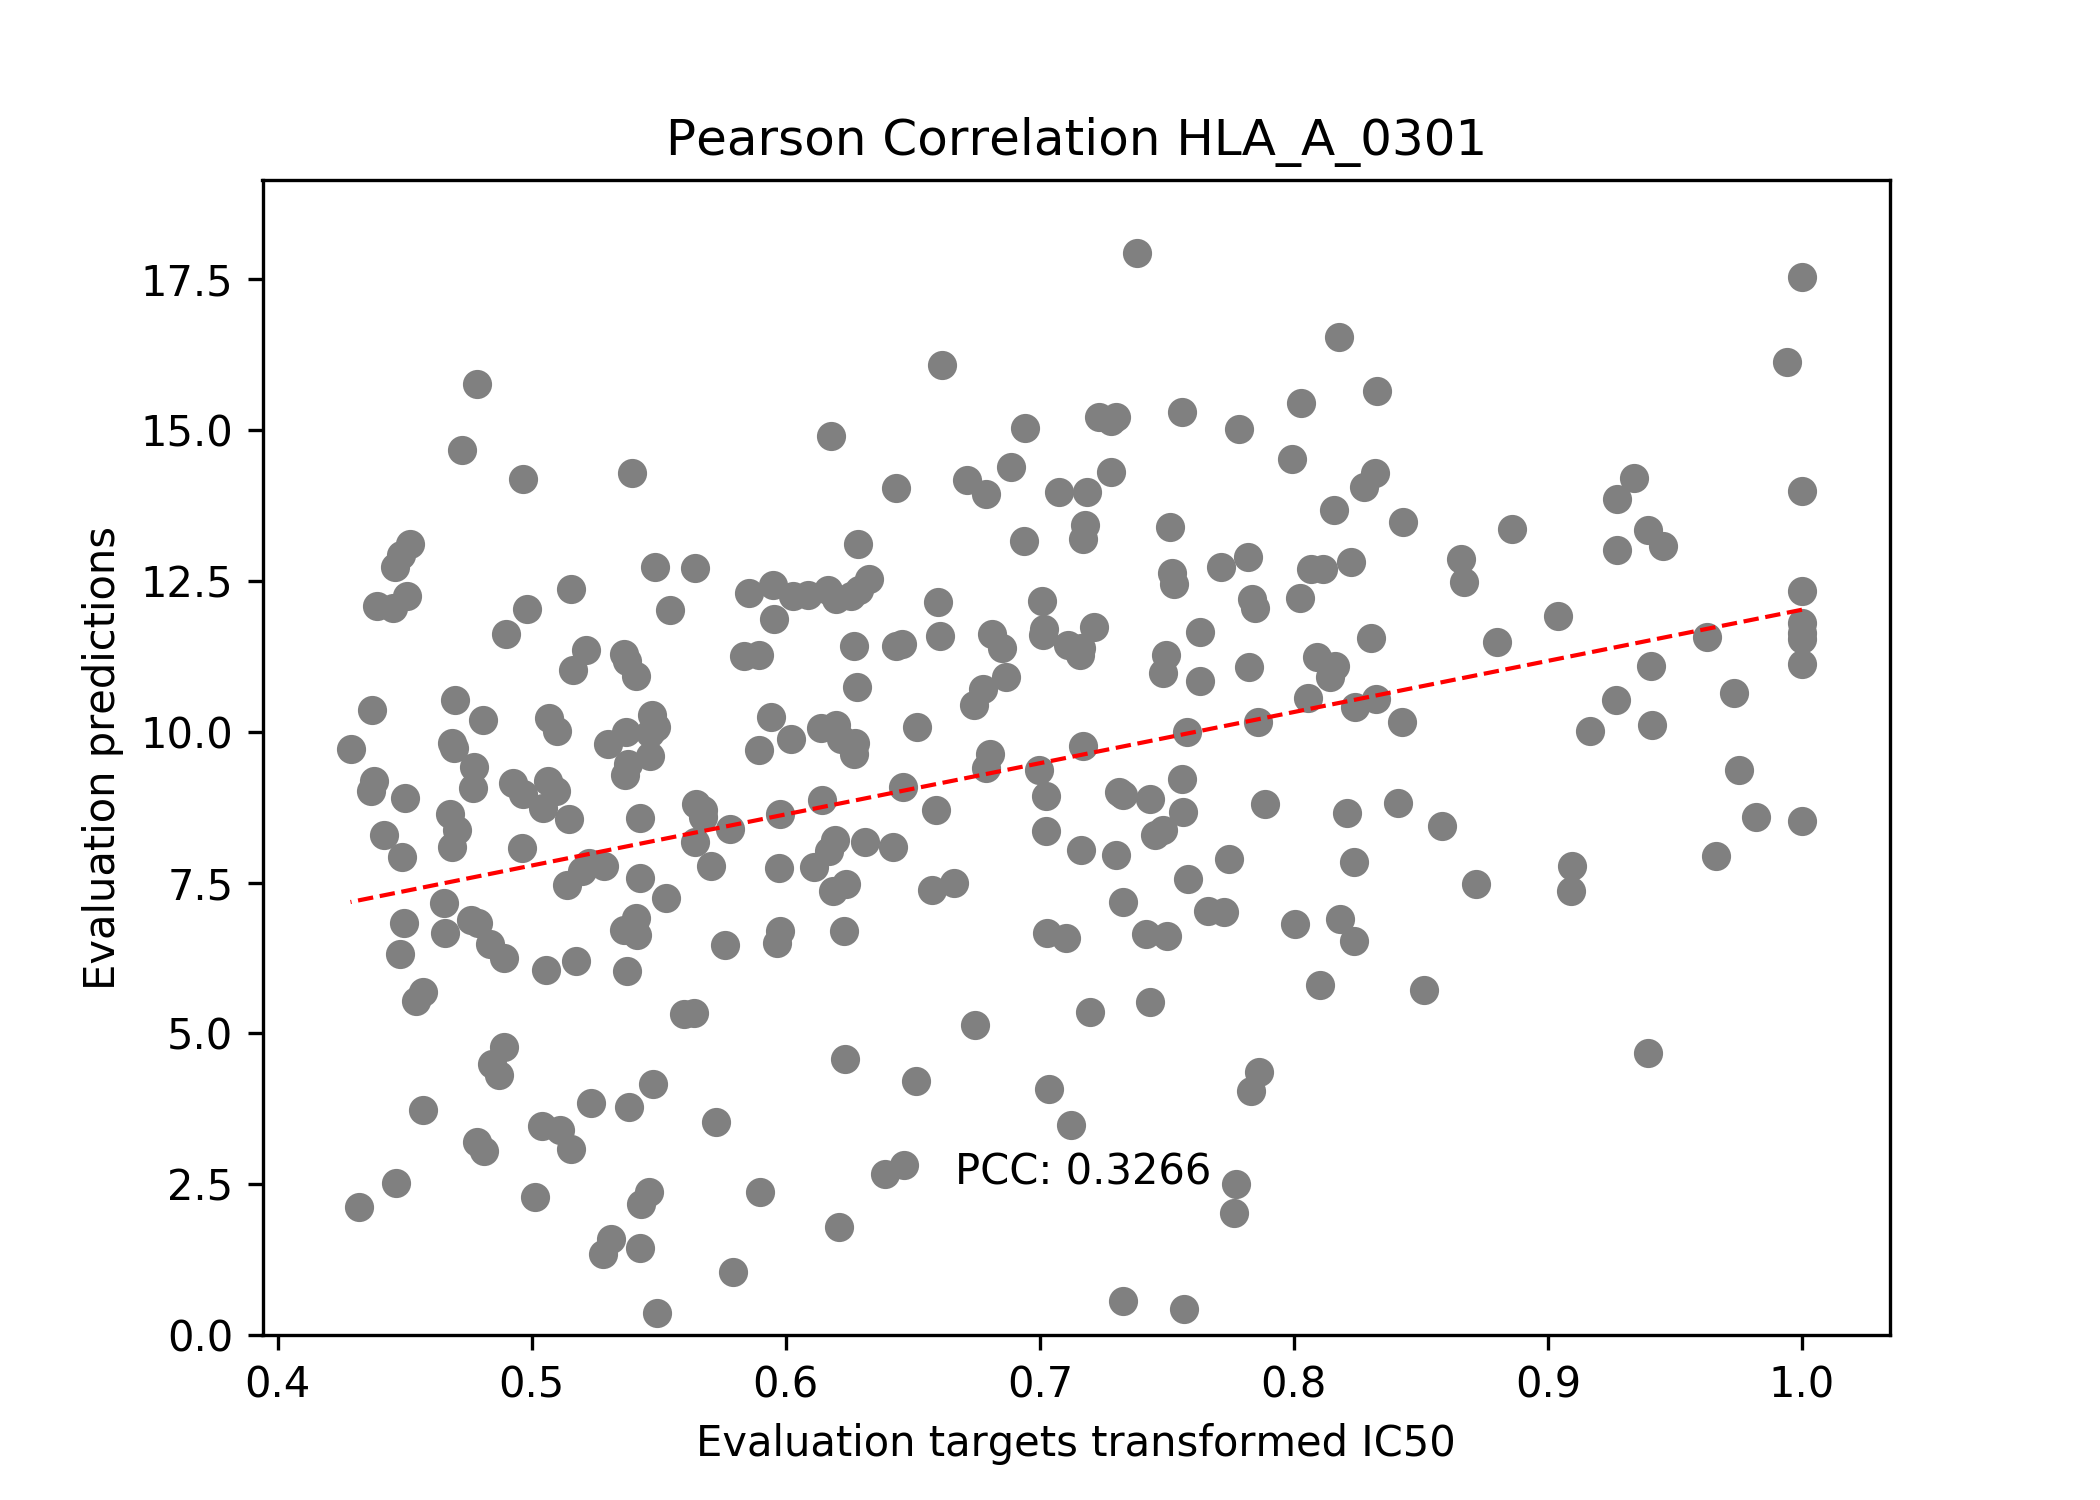 Pearson Correlation HLA_A_0301
17.5
15.0
12.5
10.0
7.5
5.0
2.5
0.0
Evaluation predictions
PCC: 0.3266
0.4 0.5 0.6 0.7 0.8 0.9 1.0
Evaluation targets transformed IC50